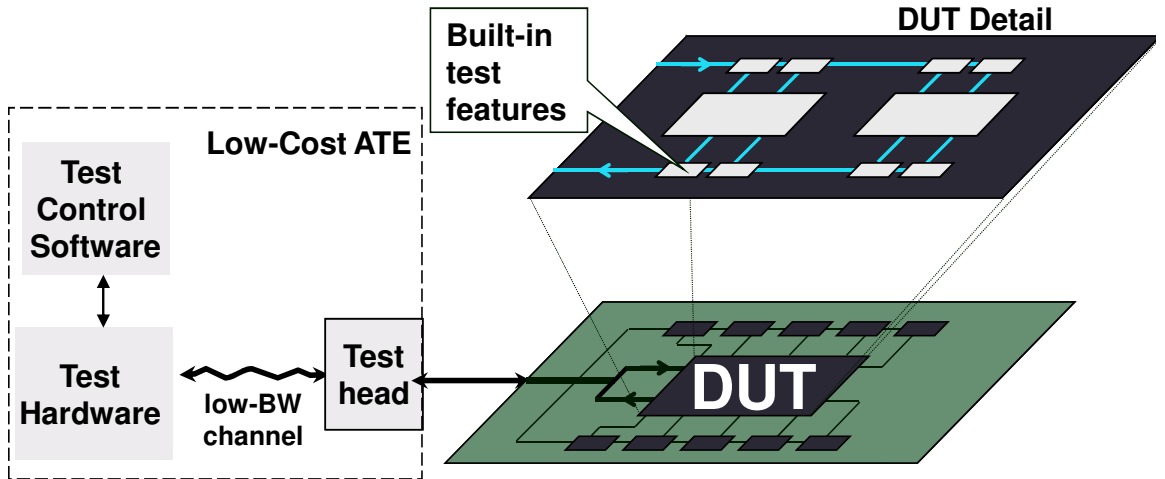 DUT Detail
Built-in
test
features
Low-Cost ATE
Test
Control
Software
Test
Hardware
low-BW
channel
Test
head
DUT